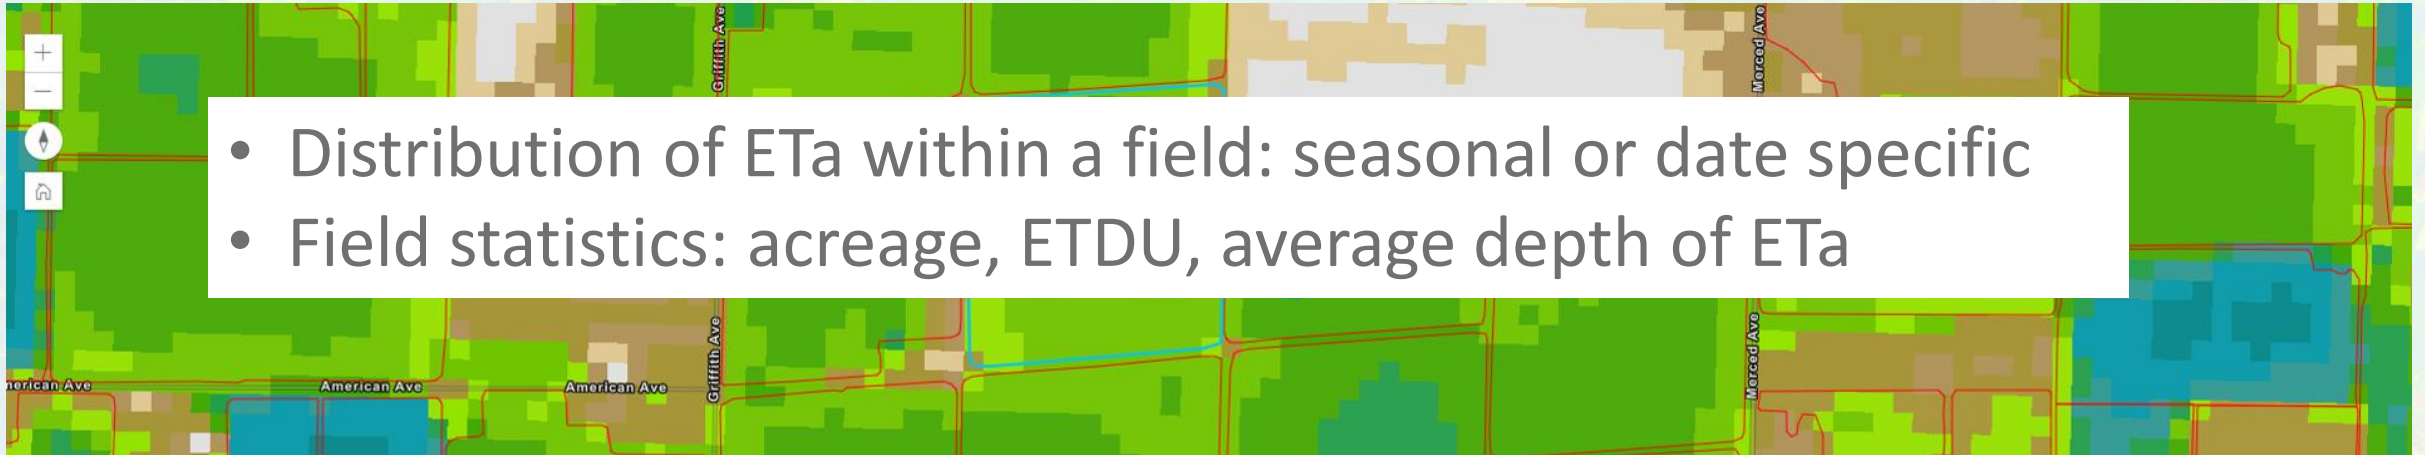 Griffith Ave
Merced Ave
• Distribution of ETa within a field: seasonal or date specific
• Field statistics: acreage, ETDU, average depth of ETa
Griffith Ave
Merced Ave
merican Ave
American Ave
American Ave